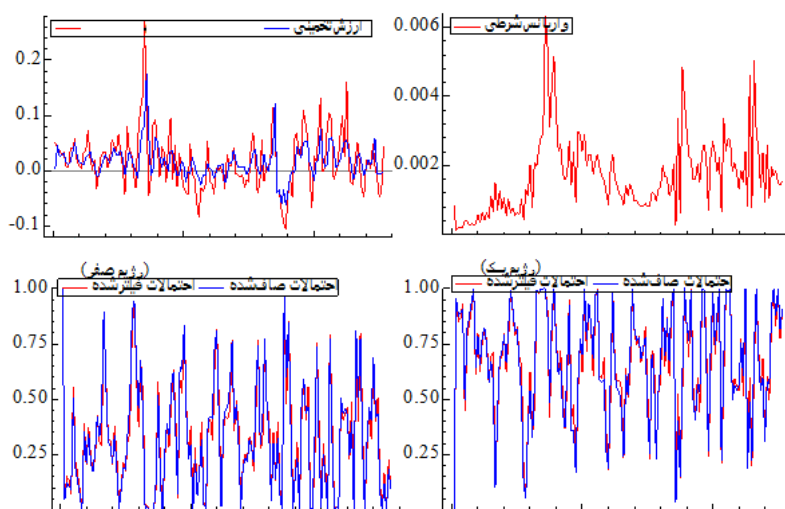 ارزش تخمینی
0.2
0.1
0.0
-0.1
واریانس شرطی
0.006
0.004
0.002
(رژیم صفر)
احتمالات فیلتر شده احتمالات صاف شده
1.00
0.75
0.50
0.25
(رژیم یک)
احتمالات فیلتر شده احتمالات صاف شده
1.00
0.75
0.50
0.25